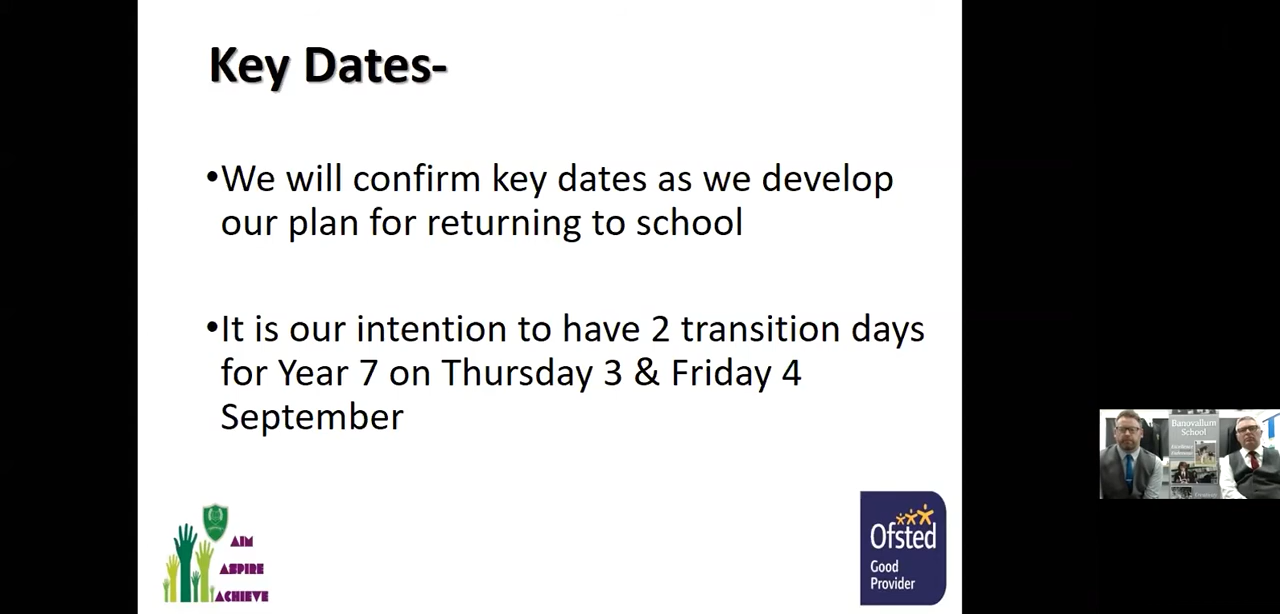 Key Dates-
•We will confirm key dates as we develop
our plan for returning to school
•It is our intention to have 2 transition days
for Year 7 on Thursday 3 & Friday 4
September
AIM
ASPIRE
ACHIEVE
Ofsted
Good
Provider
Banovallum
School